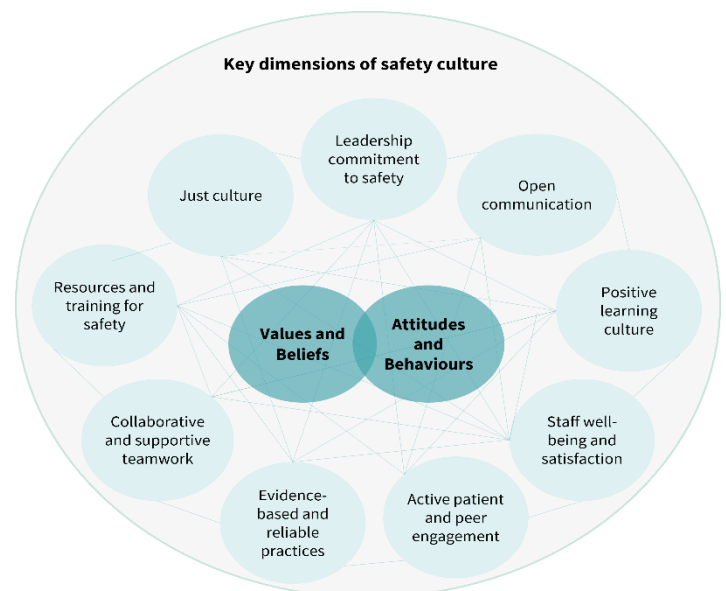 Key dimensions of safety culture
Leadership
commitment
to safety
Just culture
Open
communication
Resources and
training for
safety
Positive
learning
culture
Values and
Beliefs
Attitudes
and
Behaviours
Collaborative
and supportive
teamwork
Staff well-
being and
satisfaction
Evidence-
based and
reliable
practices
Active patient
and peer
engagement